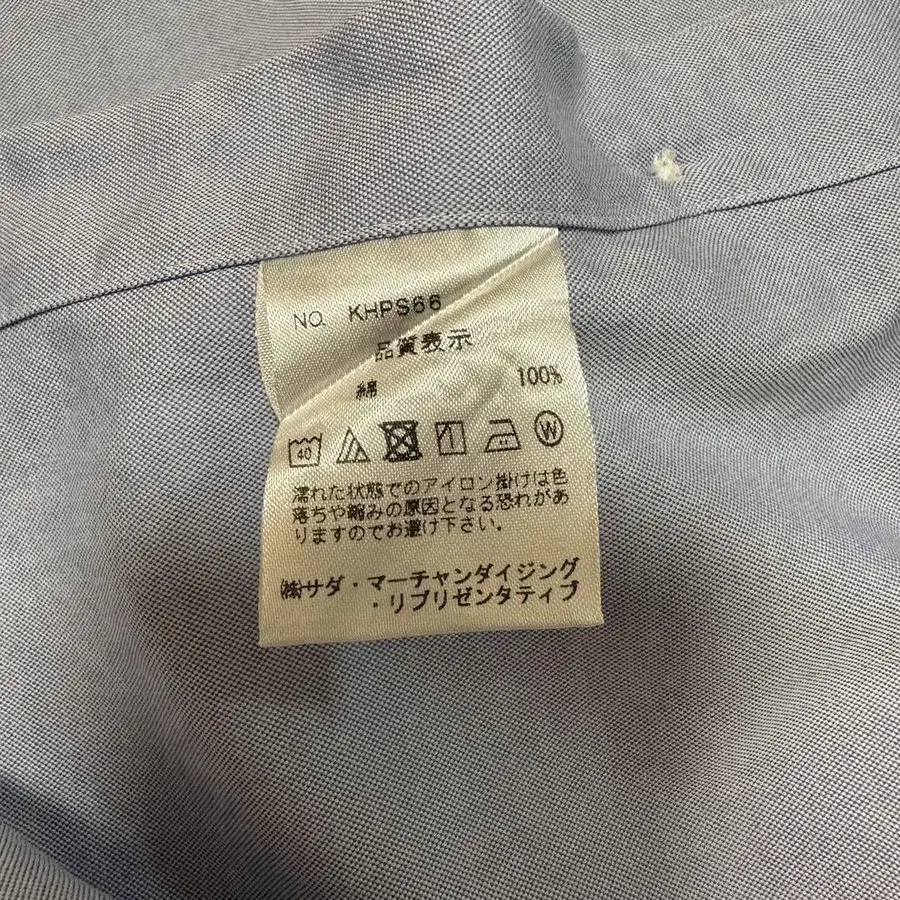 NO. KHPS66
品質表示
綿 100%
40 W
濡れた状態でのアイロン掛けは色
落ちや縮みの原因となる恐れがあ
りますのでお避け下さい。
㈱サダ・マーチャンダイジング
・リプリゼンタティブ